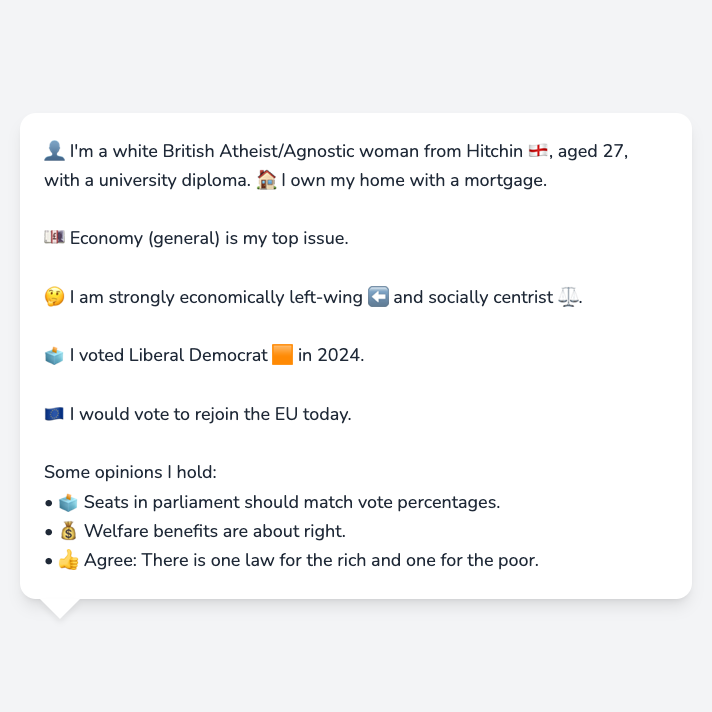 👤 I'm a white British Atheist/Agnostic woman from Hitchin 🏴󠁧󠁢󠁥󠁮󠁧󠁿, aged 27,
with a university diploma. 🏠 I own my home with a mortgage.
💷 Economy (general) is my top issue.
🤔 I am strongly economically left-wing ⬅️ and socially centrist ⚖️.
🗳️ I voted Liberal Democrat 🟧 in 2024.
🇪🇺 I would vote to rejoin the EU today.
Some opinions I hold:
• 🗳️ Seats in parliament should match vote percentages.
• 💰 Welfare benefits are about right.
• 👍 Agree: There is one law for the rich and one for the poor.